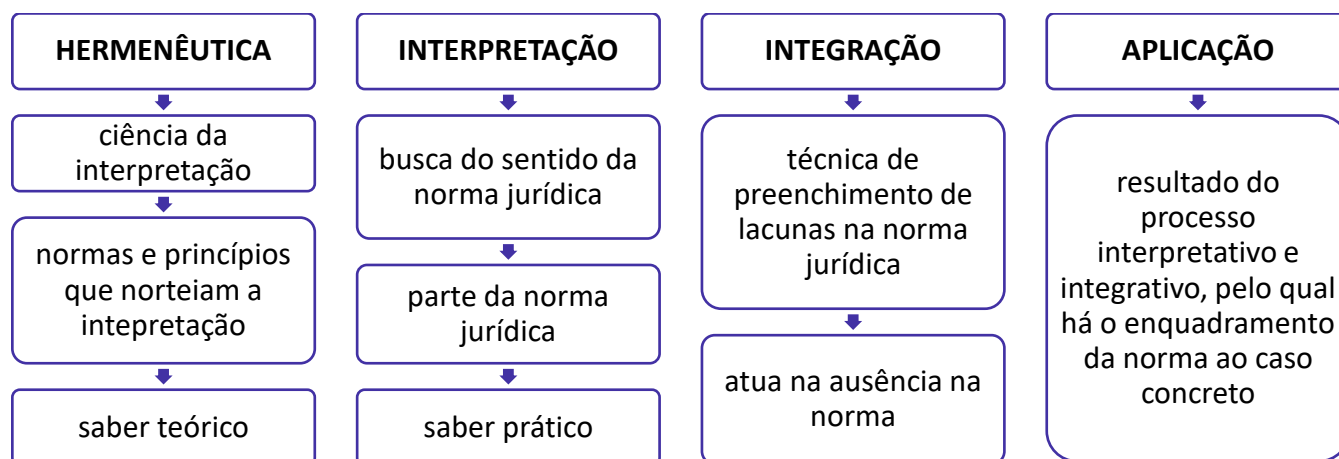 HERMENÊUTICA
ciência da
interpretação
normas e princípios
que norteiam a
intepretação
saber teórico
INTERPRETAÇÃO
busca do sentido da
norma jurídica
parte da norma
jurídica
saber prático
INTEGRAÇÃO
técnica de
preenchimento de
lacunas na norma
jurídica
atua na ausência na
norma
APLICAÇÃO
resultado do
processo
interpretativo e
integrativo, pelo qual
há o enquadramento
da norma ao caso
concreto